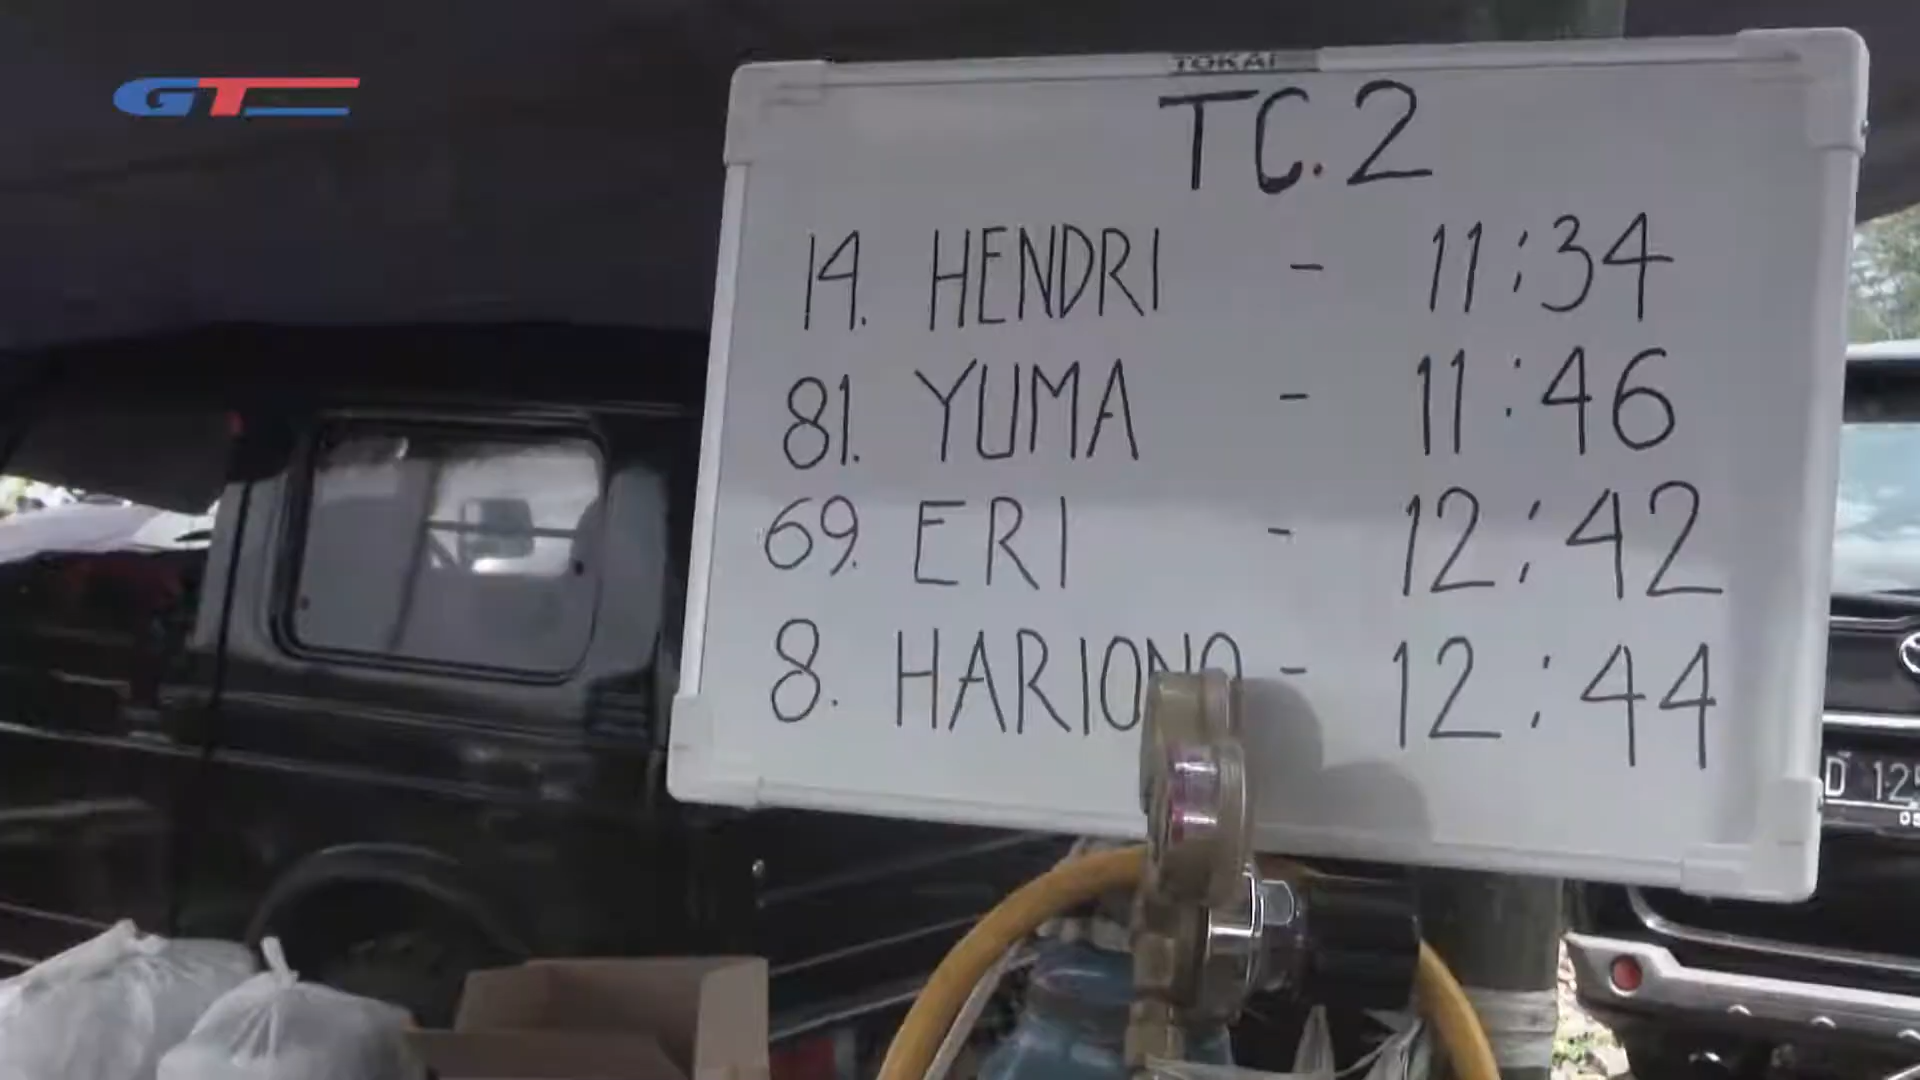 GT
TOKAI
TC.2
14. HENDRI - 11:34
81. YUMA - 11:46
69. ERI - 12:42
8. HARIONO - 12:44